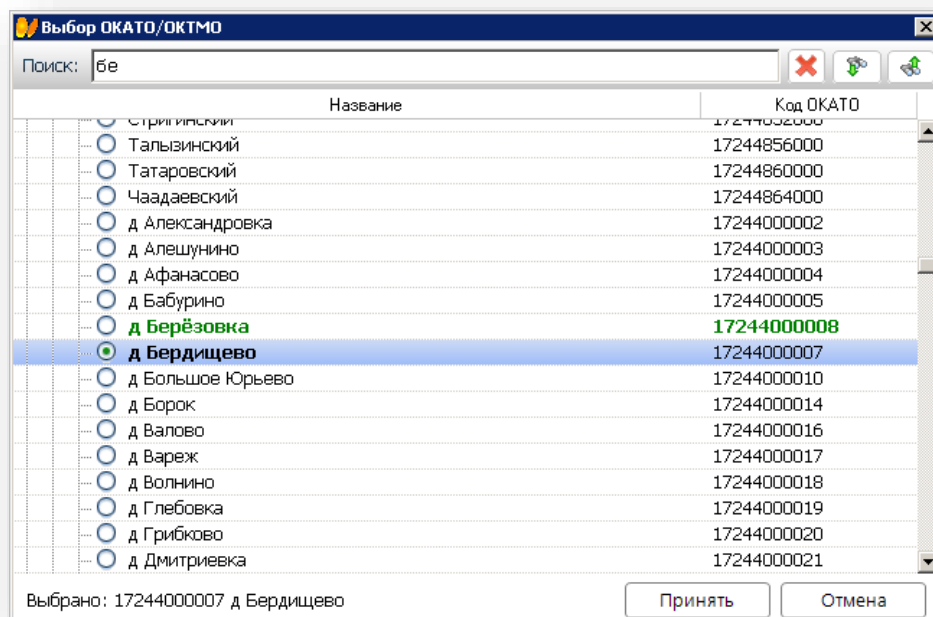 Выбор ОКАТО/ОКТМО
Поиск: бе
Название Код ОКАТО
Стригинский 17244852000
Талызинский 17244856000
Татаровский 17244860000
Чаадаевский 17244864000
д Александровка 17244000002
д Алешунино 17244000003
д Афанасово 17244000004
д Бабурино 17244000005
д Берёзовка 17244000008
д Бердищево 17244000007
д Большое Юрьево 17244000010
д Борок 17244000014
д Валово 17244000016
д Вареж 17244000017
д Волнино 17244000018
д Глебовка 17244000019
д Грибково 17244000020
д Дмитриевка 17244000021
Выбрано: 17244000007 д Бердищево Принять Отмена